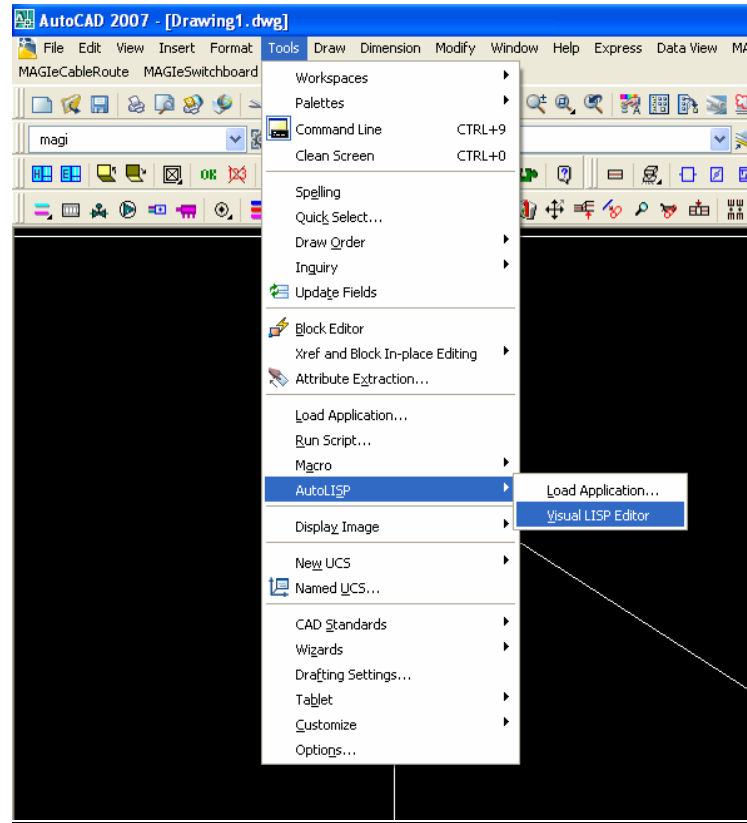 AutoCAD 2007 - [Drawing1.dwg]
File Edit View Insert Format Tools Draw Dimension Modify Window Help Express Data View MA
MAGIeCableRoute MAGIeSwitchboard
magi
OK
Workspaces
Palettes
Command Line CTRL+9
Clean Screen CTRL+0
Spelling
Quick Select...
Draw Order
Inquiry
Update Fields
Block Editor
Xref and Block In-place Editing
Attribute Extraction...
Load Application...
Run Script...
Macro
AutoLISP
Load Application...
Visual LISP Editor
Display Image
New UCS
Named UCS...
CAD Standards
Wizards
Drafting Settings...
Tablet
Customize
Options...